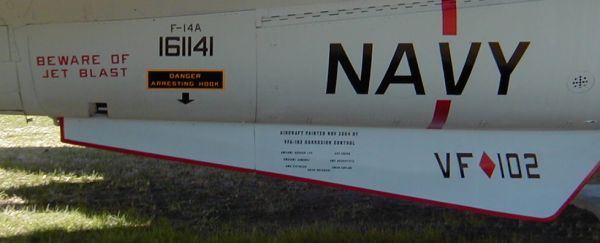 F-14A
161141
BEWARE OF
JET BLAST
DANGER
ARRESTING HOOK
NAVY
AIRCRAFT PAINTED NOV 2004 BY
VFA-102 CORROSION CONTROL
VF 102